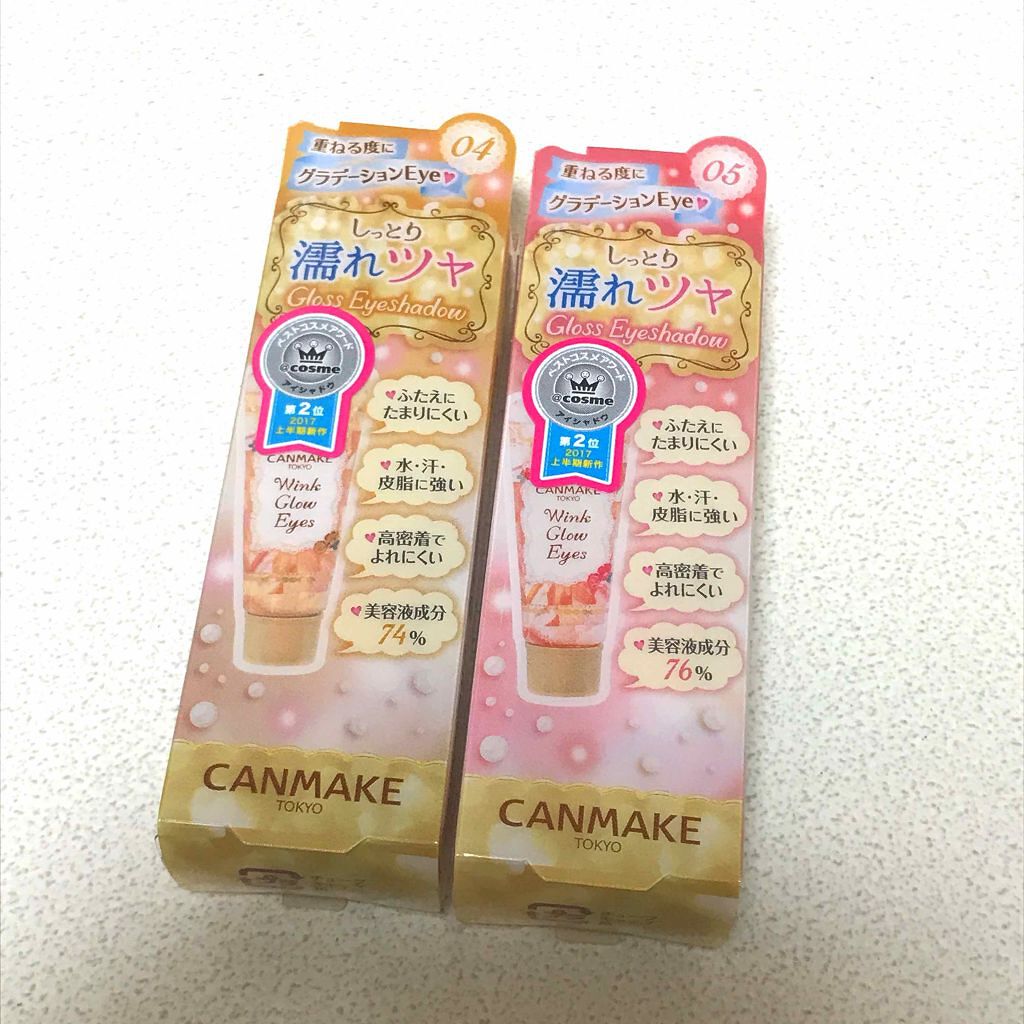 04
重ねる度に
グラデーションEye♥
しっとり
濡れツヤ
Gloss Eyeshadow
ベストコスメアワード
@cosme
アイシャドウ
第2位
2017
上半期新作
♥ふたえに
たまりにくい
♥水・汗・
皮脂に強い
♥高密着で
よれにくい
♥美容液成分
74%
CANMAKE
TOKYO
Wink
Glow
Eyes
CANMAKE
TOKYO
05
重ねる度に
グラデーションEye♥
しっとり
濡れツヤ
Gloss Eyeshadow
ベストコスメアワード
@cosme
アイシャドウ
第2位
2017
上半期新作
♥ふたえに
たまりにくい
♥水・汗・
皮脂に強い
♥高密着で
よれにくい
♥美容液成分
76%
CANMAKE
TOKYO
Wink
Glow
Eyes
CANMAKE
TOKYO